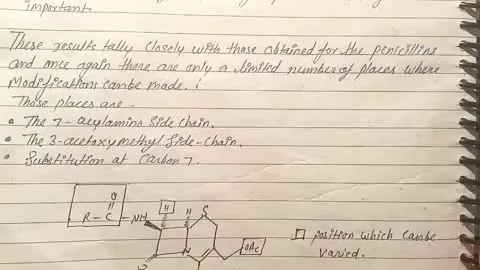 important.
These results tally closely with those obtained for the penicillins
and once again there are only a limited number of places where
Modifications can be made. :
Those places are -
• The 7-acylamino side chain.
• The 3-acetoxymethyl side-chain.
• Substitution at Carbon 7.
O
H H S
R-C-NH
N OAc
O
□ position which can be
varied.